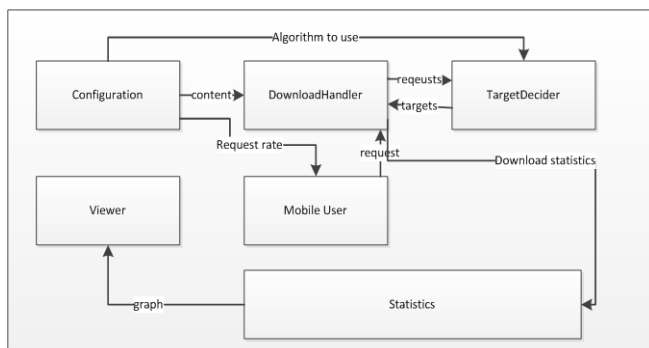 Algorithm to use
Configuration
content
DownloadHandler
reqeusts
targets
TargetDecider
Request rate
request
Download statistics
Viewer
Mobile User
graph
Statistics